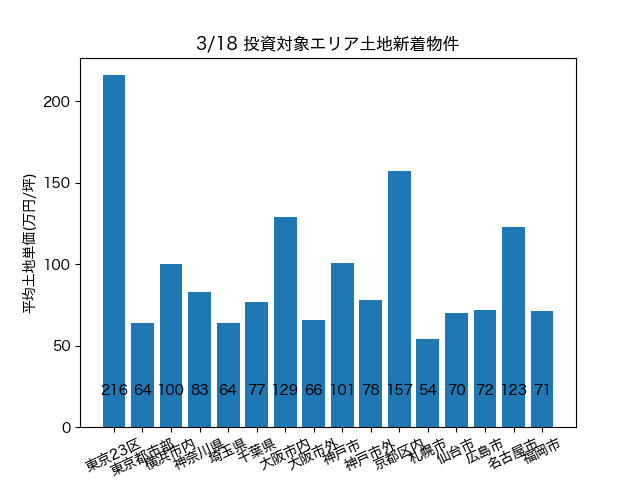 3/18 投資対象エリア土地新着物件
平均土地単価(万円/坪)
200
150
100
50
0
216 64 100 83 64 77 129 66 101 78 157 54 70 72 123 71
東京23区
東京都市部
横浜市内
神奈川県
埼玉県
千葉県
大阪市内
大阪市外
神戸市
神戸市外
京都区内
札幌市
仙台市
広島市
名古屋市
福岡市